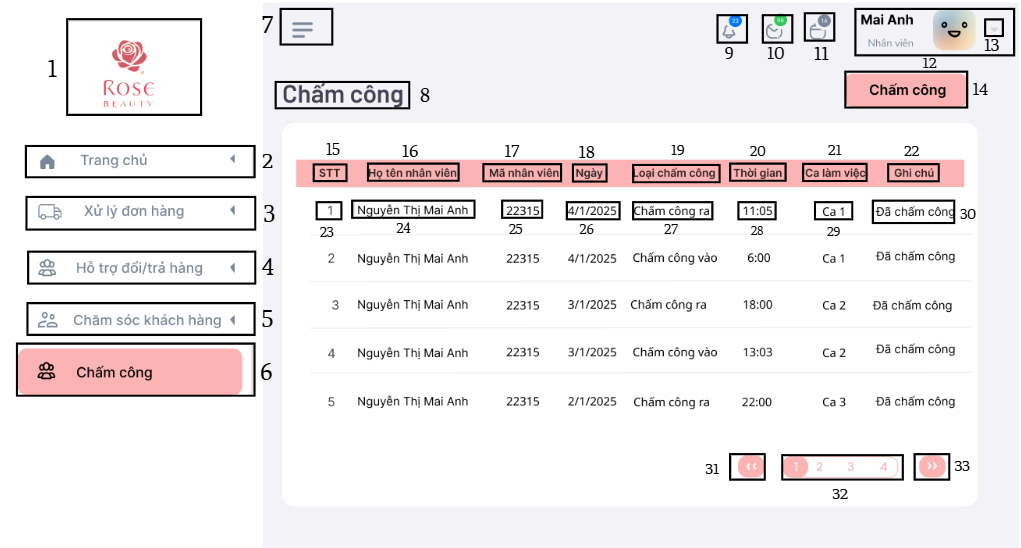 1
ROSE
BEAUTY
Trang chủ 2
Xử lý đơn hàng 3
Hỗ trợ đổi/trả hàng 4
Chăm sóc khách hàng 5
Chấm công 6
7
23
9
10
11
Mai Anh
Nhân viên
13
12
Chấm công 8
Chấm công 14
15 16 17 18 19 20 21 22
STT Họ tên nhân viên Mã nhân viên Ngày Loại chấm công Thời gian Ca làm việc Ghi chú
1 Nguyễn Thị Mai Anh 22315 4/1/2025 Chấm công ra 11:05 Ca 1 Đã chấm công 30
23 24 25 26 27 28 29
2 Nguyễn Thị Mai Anh 22315 4/1/2025 Chấm công vào 6:00 Ca 1 Đã chấm công
3 Nguyễn Thị Mai Anh 22315 3/1/2025 Chấm công ra 18:00 Ca 2 Đã chấm công
4 Nguyễn Thị Mai Anh 22315 3/1/2025 Chấm công vào 13:03 Ca 2 Đã chấm công
5 Nguyễn Thị Mai Anh 22315 2/1/2025 Chấm công ra 22:00 Ca 3 Đã chấm công
31 ‹‹ 1 2 3 4 ›› 33
32